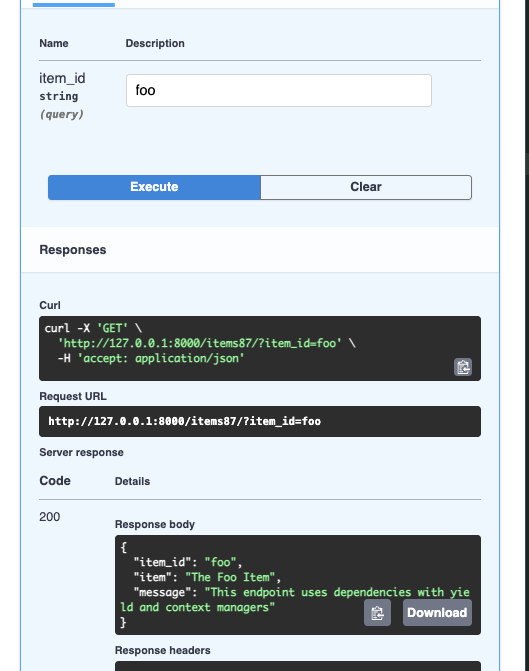 Name Description
item_id
string
(query)
foo
Execute Clear
Responses
Curl
curl -X 'GET' \
'http://127.0.0.1:8000/items87/?item_id=foo' \
-H 'accept: application/json'
Request URL
http://127.0.0.1:8000/items87/?item_id=foo
Server response
Code Details
200
Response body
{
"item_id": "foo",
"item": "The Foo Item",
"message": "This endpoint uses dependencies with yie
ld and context managers"
}
Download
Response headers